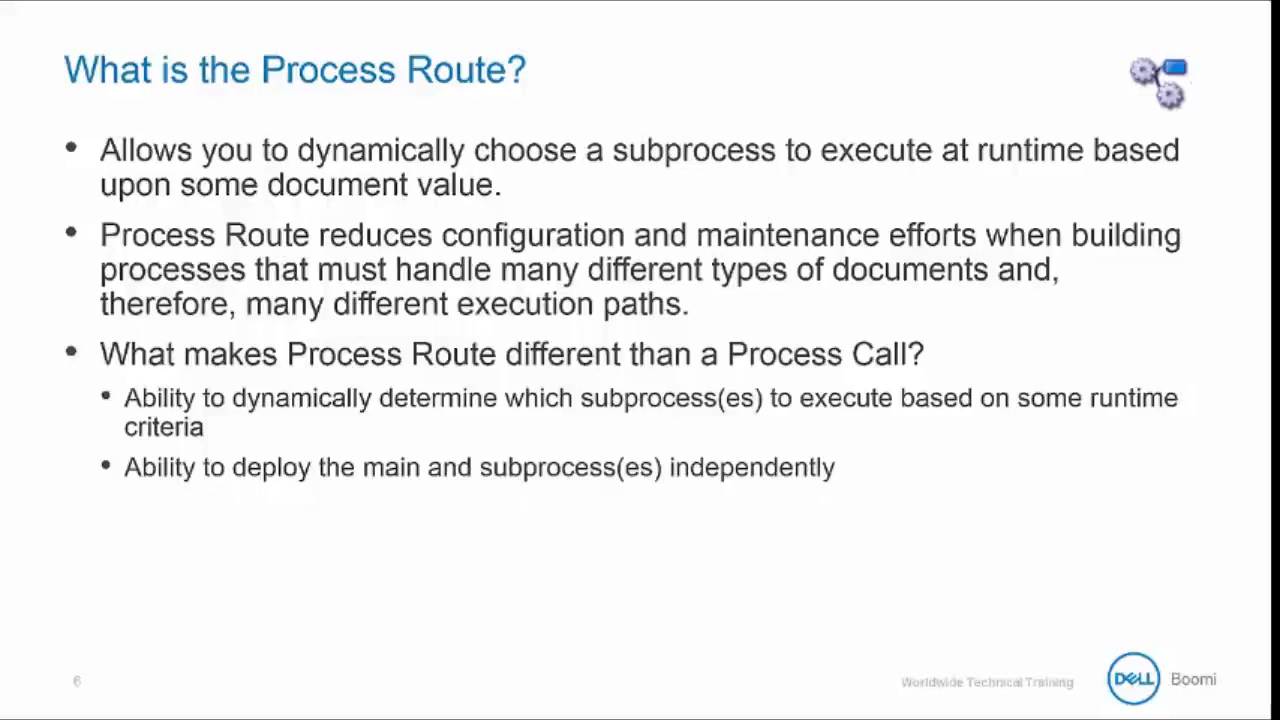 What is the Process Route?
• Allows you to dynamically choose a subprocess to execute at runtime based
upon some document value.
• Process Route reduces configuration and maintenance efforts when building
processes that must handle many different types of documents and,
therefore, many different execution paths.
• What makes Process Route different than a Process Call?
• Ability to dynamically determine which subprocess(es) to execute based on some runtime
criteria
• Ability to deploy the main and subprocess(es) independently
6
Worldwide Technical Training
DELL
Boomi